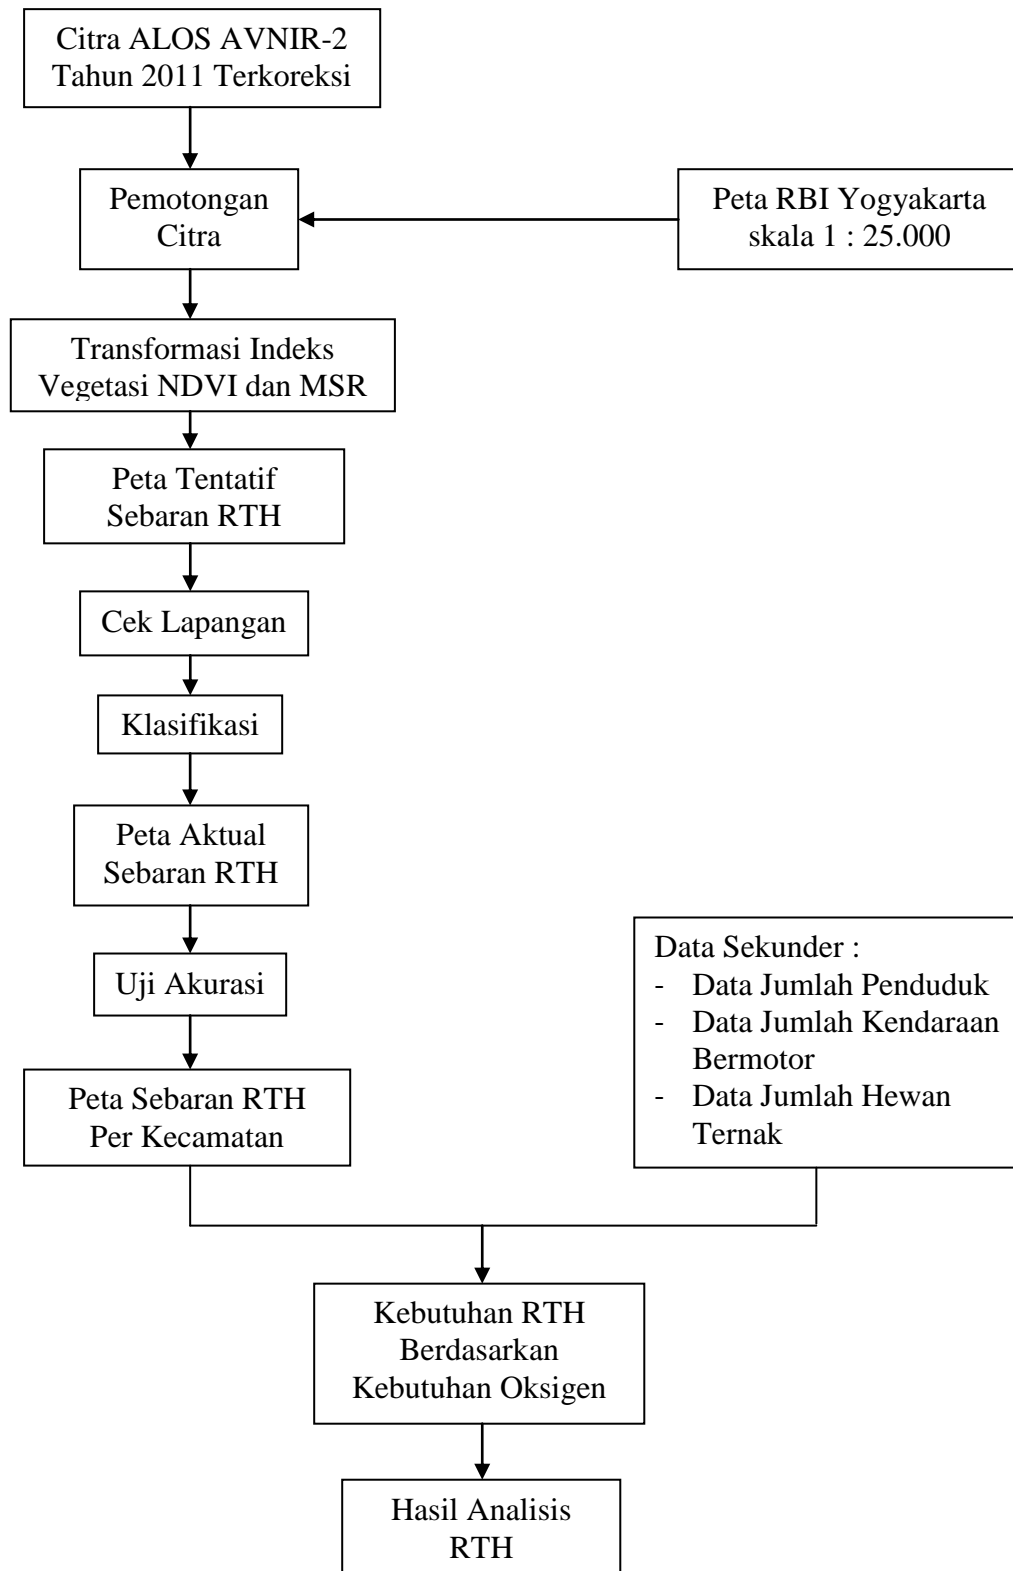 Citra ALOS AVNIR-2
Tahun 2011 Terkoreksi
Pemotongan
Citra
Peta RBI Yogyakarta
skala 1 : 25.000
Transformasi Indeks
Vegetasi NDVI dan MSR
Peta Tentatif
Sebaran RTH
Cek Lapangan
Klasifikasi
Peta Aktual
Sebaran RTH
Uji Akurasi
Peta Sebaran RTH
Per Kecamatan
Data Sekunder :
- Data Jumlah Penduduk
- Data Jumlah Kendaraan
Bermotor
- Data Jumlah Hewan
Ternak
Kebutuhan RTH
Berdasarkan
Kebutuhan Oksigen
Hasil Analisis
RTH